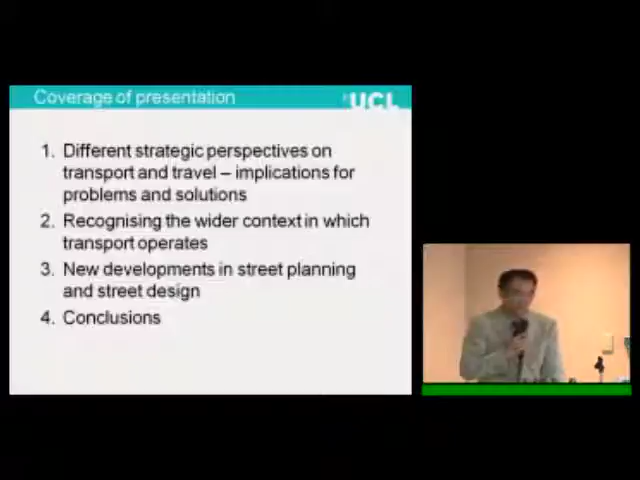 Coverage of presentation
UCL
1. Different strategic perspectives on
transport and travel – implications for
problems and solutions
2. Recognising the wider context in which
transport operates
3. New developments in street planning
and street design
4. Conclusions